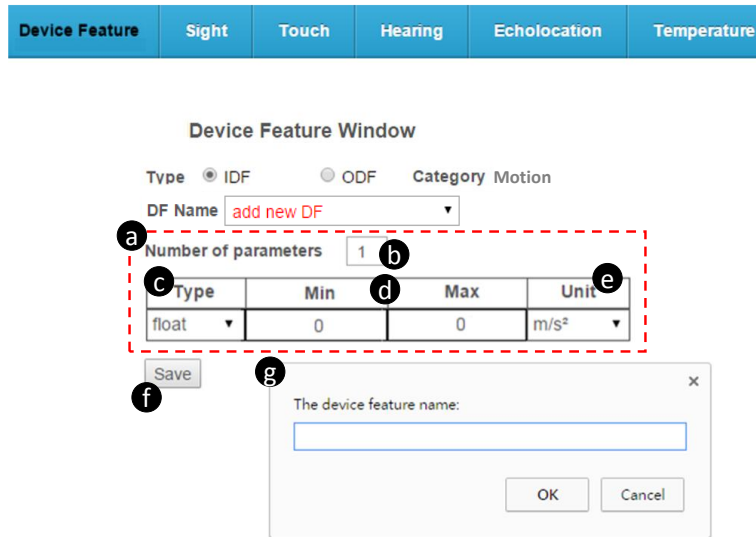 Device Feature Sight Touch Hearing Echolocation Temperature
Device Feature Window
Type IDF ODF Category Motion
DF Name add new DF
a
Number of parameters 1 b
c d e
Type Min Max Unit
float 0 0 m/s²
Save g
f
×
The device feature name:
OK Cancel